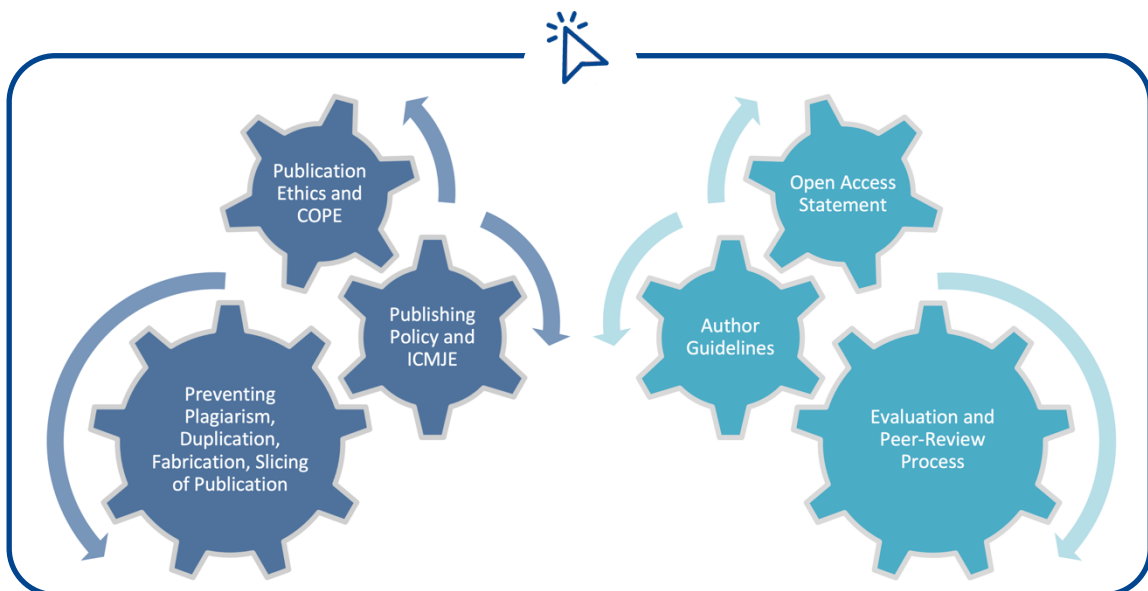 Publication
Ethics and
COPE
Publishing
Policy and
ICMJE
Preventing
Plagiarism,
Duplication,
Fabrication, Slicing
of Publication
Open Access
Statement
Author
Guidelines
Evaluation and
Peer-Review
Process